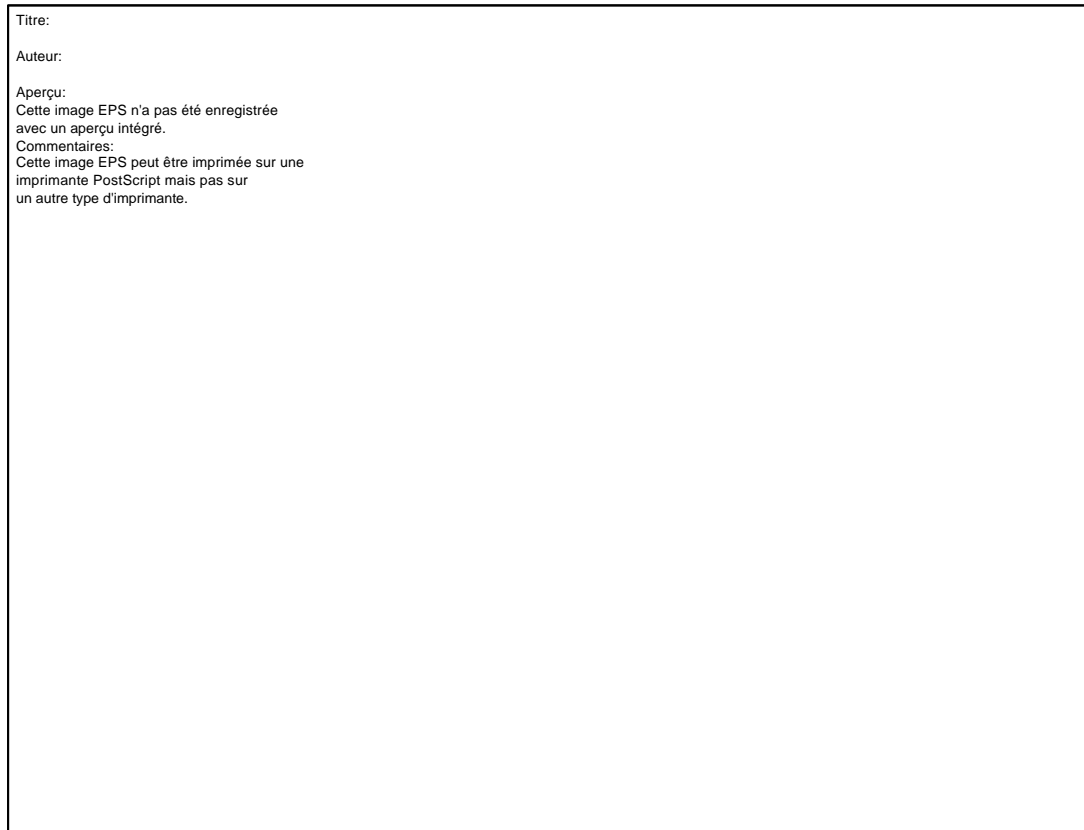 Titre:
Auteur:
Aperçu:
Cette image EPS n'a pas été enregistrée
avec un aperçu intégré.
Commentaires:
Cette image EPS peut être imprimée sur une
imprimante PostScript mais pas sur
un autre type d'imprimante.